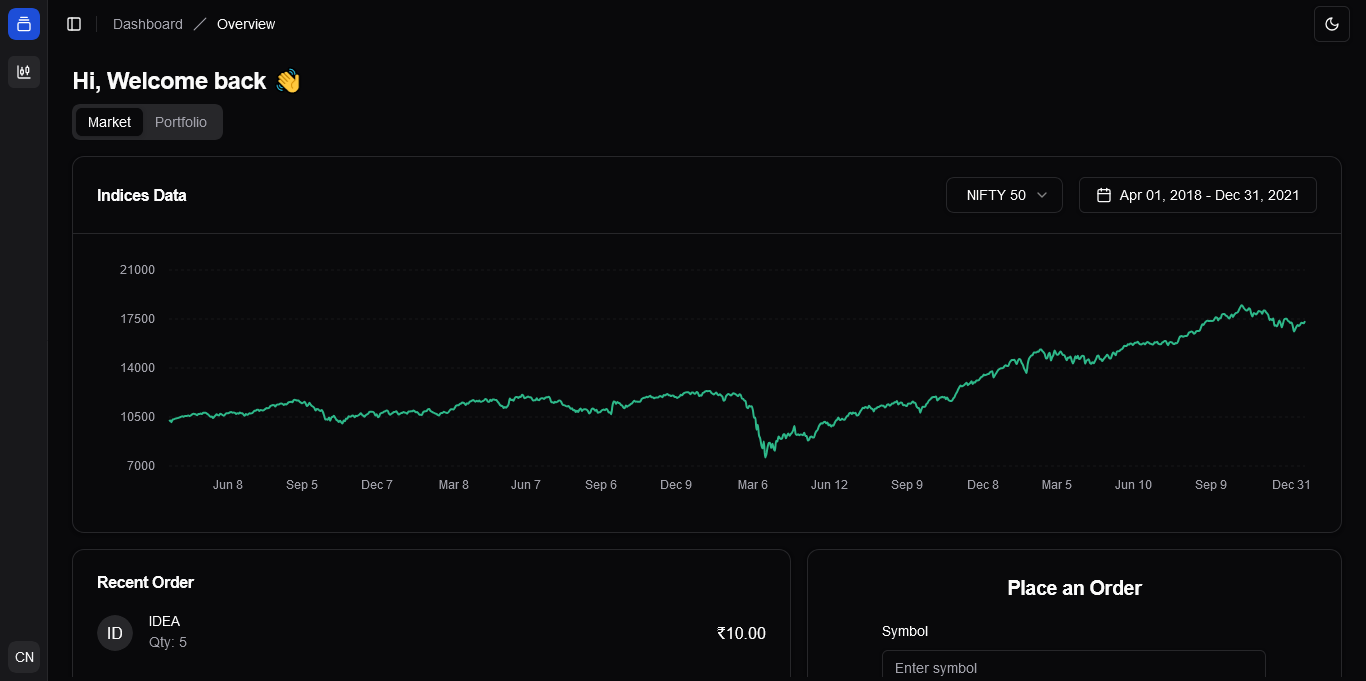 Dashboard / Overview
Hi, Welcome back 👋
Market Portfolio
Indices Data
NIFTY 50
Apr 01, 2018 - Dec 31, 2021
21000
17500
14000
10500
7000
Jun 8 Sep 5 Dec 7 Mar 8 Jun 7 Sep 6 Dec 9 Mar 6 Jun 12 Sep 9 Dec 8 Mar 5 Jun 10 Sep 9 Dec 31
Recent Order
ID
IDEA
Qty: 5
₹10.00
Place an Order
Symbol
Enter symbol
CN